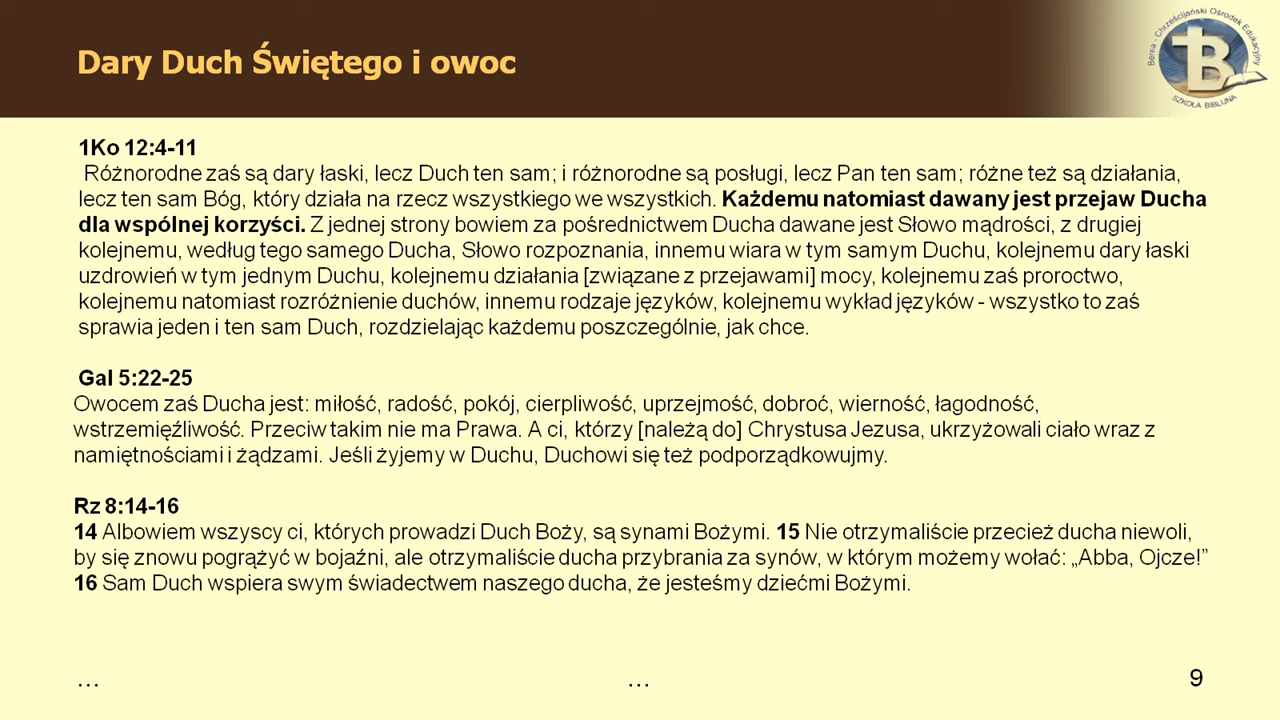 Dary Duch Świętego i owoc
Berea - Chrześcijański Ośrodek Edukacyjny
SZKOŁA BIBLIJNA
1Ko 12:4-11
Różnorodne zaś są dary łaski, lecz Duch ten sam; i różnorodne są posługi, lecz Pan ten sam; różne też są działania,
lecz ten sam Bóg, który działa na rzecz wszystkiego we wszystkich. Każdemu natomiast dawany jest przejaw Ducha
dla wspólnej korzyści. Z jednej strony bowiem za pośrednictwem Ducha dawane jest Słowo mądrości, z drugiej
kolejnemu, według tego samego Ducha, Słowo rozpoznania, innemu wiara w tym samym Duchu, kolejnemu dary łaski
uzdrowień w tym jednym Duchu, kolejnemu działania [związane z przejawami] mocy, kolejnemu zaś proroctwo,
kolejnemu natomiast rozróżnienie duchów, innemu rodzaje języków, kolejnemu wykład języków - wszystko to zaś
sprawia jeden i ten sam Duch, rozdzielając każdemu poszczególnie, jak chce.
Gal 5:22-25
Owocem zaś Ducha jest: miłość, radość, pokój, cierpliwość, uprzejmość, dobroć, wierność, łagodność,
wstrzemięźliwość. Przeciw takim nie ma Prawa. A ci, którzy [należą do] Chrystusa Jezusa, ukrzyżowali ciało wraz z
namiętnościami i żądzami. Jeśli żyjemy w Duchu, Duchowi się też podporządkowujmy.
Rz 8:14-16
14 Albowiem wszyscy ci, których prowadzi Duch Boży, są synami Bożymi. 15 Nie otrzymaliście przecież ducha niewoli,
by się znowu pogrążyć w bojaźni, ale otrzymaliście ducha przybrania za synów, w którym możemy wołać: „Abba, Ojcze!”
16 Sam Duch wspiera swym świadectwem naszego ducha, że jesteśmy dziećmi Bożymi.
... ... 9